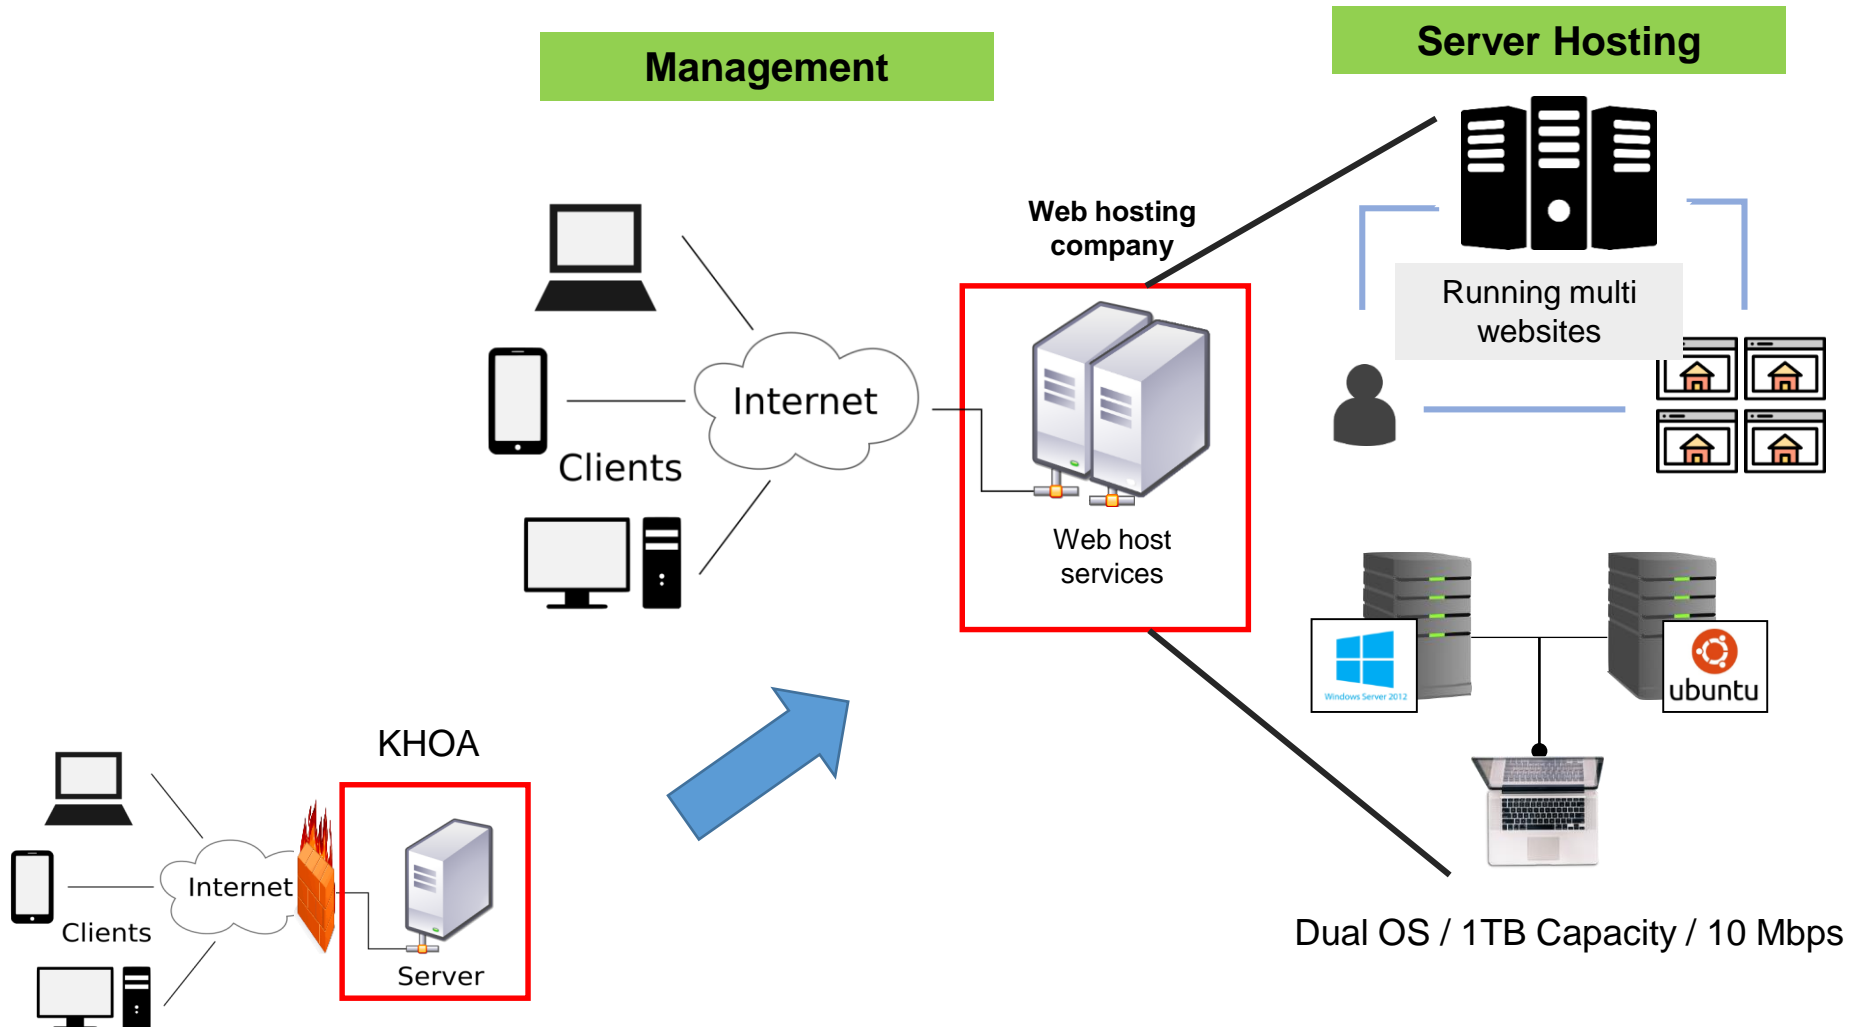 Management
Server Hosting
Web hosting
company
Running multi
websites
Internet
Clients
Web host
services
Windows Server 2012
ubuntu
KHOA
Internet
Clients
Server
Dual OS / 1TB Capacity / 10 Mbps